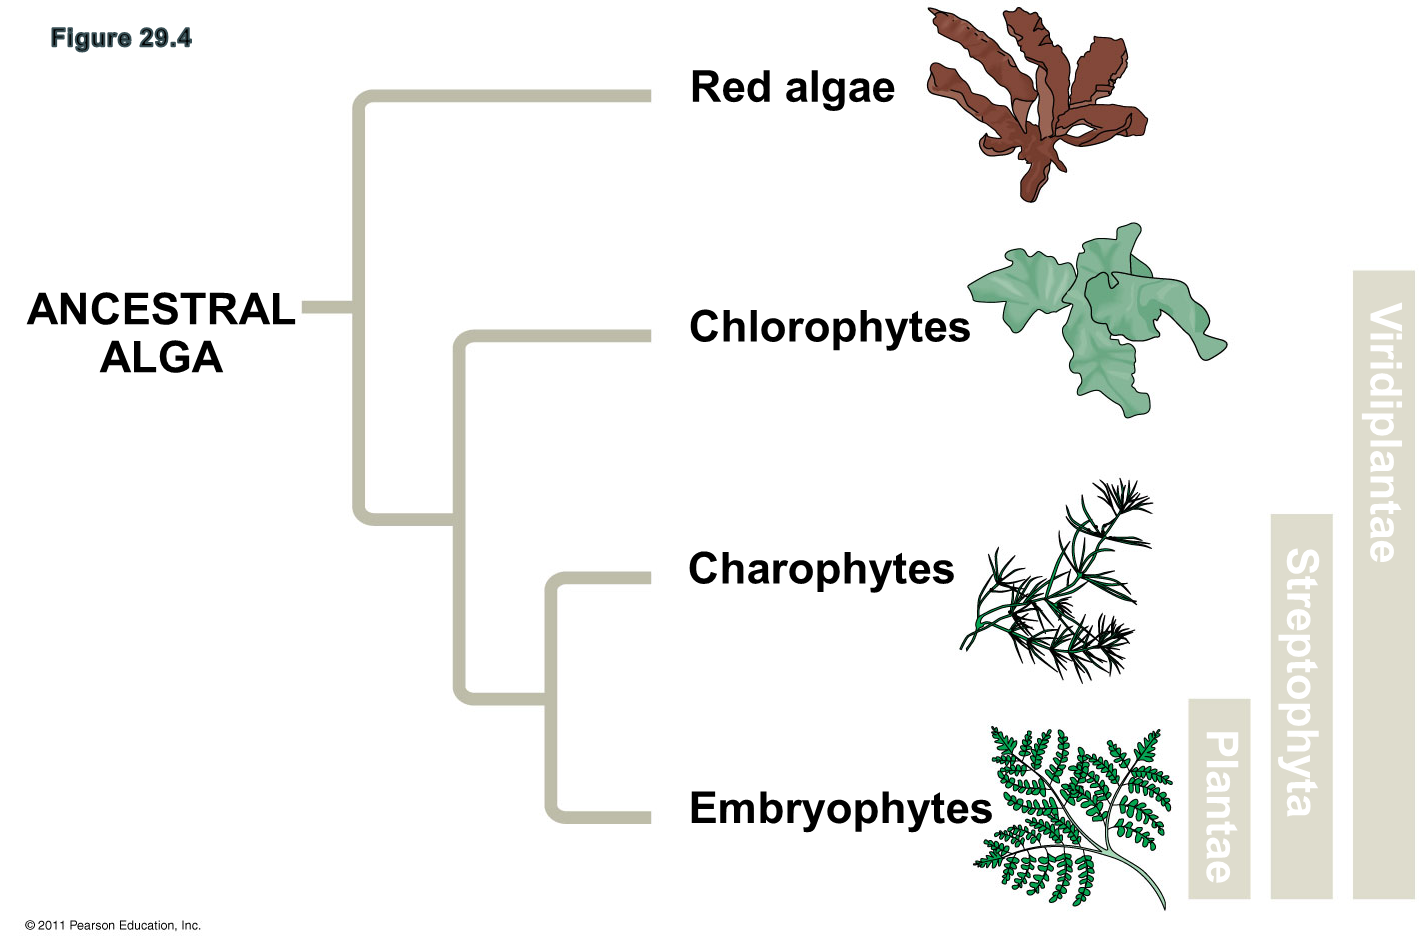 Figure 29.4
Red algae
ANCESTRAL
ALGA
Chlorophytes
Charophytes
Embryophytes
Plantae
Streptophyta
Viridiplantae
© 2011 Pearson Education, Inc.